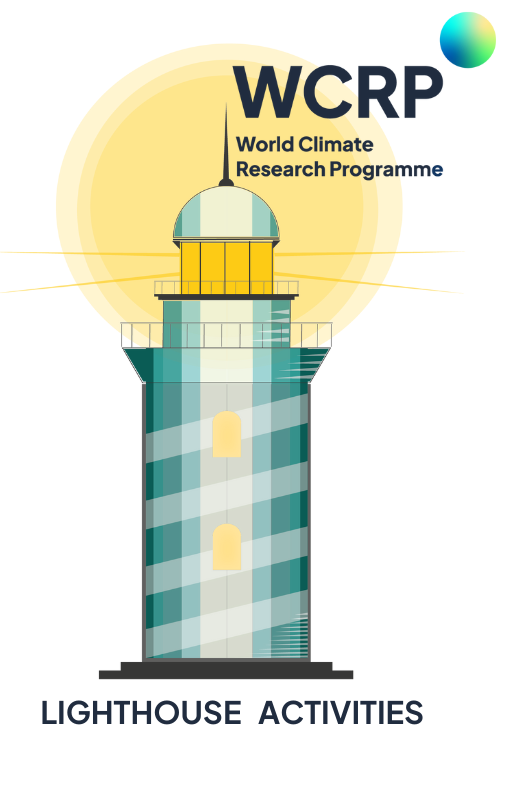 WCRP
World Climate
Research Programme
LIGHTHOUSE ACTIVITIES